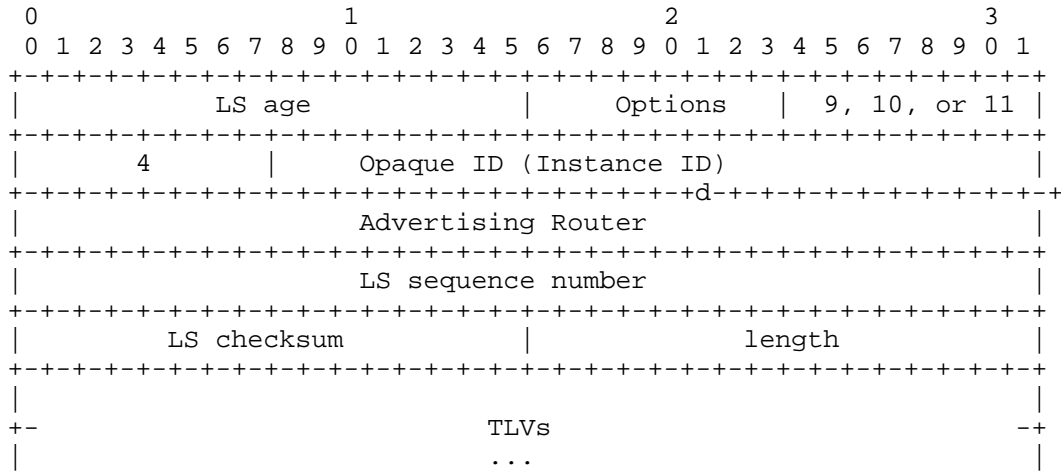 0                   1                   2                   3
 0 1 2 3 4 5 6 7 8 9 0 1 2 3 4 5 6 7 8 9 0 1 2 3 4 5 6 7 8 9 0 1
+-+-+-+-+-+-+-+-+-+-+-+-+-+-+-+-+-+-+-+-+-+-+-+-+-+-+-+-+-+-+-+-+
|            LS age             |     Options   |  9, 10, or 11 |
+-+-+-+-+-+-+-+-+-+-+-+-+-+-+-+-+-+-+-+-+-+-+-+-+-+-+-+-+-+-+-+-+
|       4       |     Opaque ID (Instance ID)                   |
+-+-+-+-+-+-+-+-+-+-+-+-+-+-+-+-+-+-+-+-+-+d-+-+-+-+-+-+-+-+-+-+-+
|                     Advertising Router                        |
+-+-+-+-+-+-+-+-+-+-+-+-+-+-+-+-+-+-+-+-+-+-+-+-+-+-+-+-+-+-+-+-+
|                     LS sequence number                        |
+-+-+-+-+-+-+-+-+-+-+-+-+-+-+-+-+-+-+-+-+-+-+-+-+-+-+-+-+-+-+-+-+
|         LS checksum           |             length            |
+-+-+-+-+-+-+-+-+-+-+-+-+-+-+-+-+-+-+-+-+-+-+-+-+-+-+-+-+-+-+-+-+
|                                                               |
+-                            TLVs                             -+
|                             ...                               |